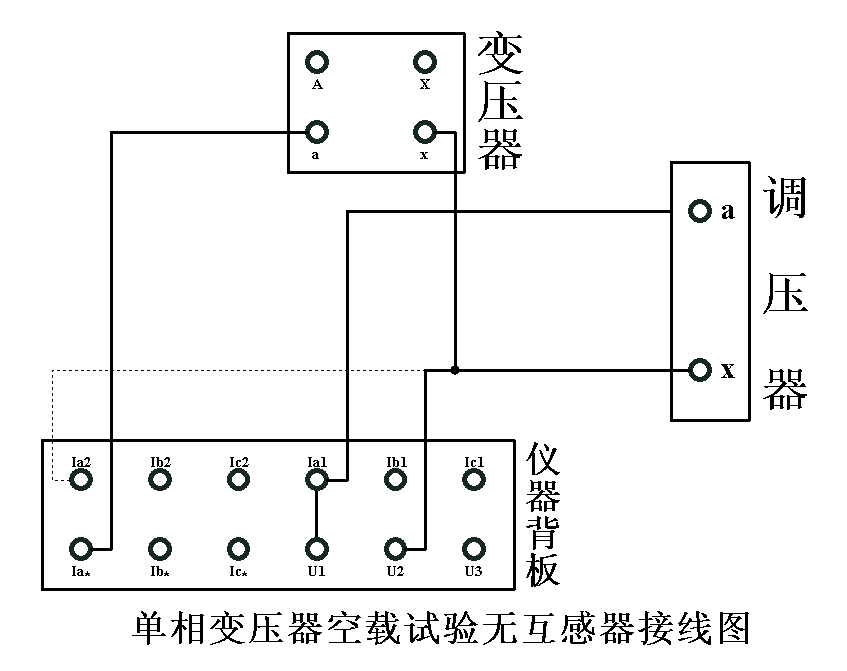 变压器
A X
a x
调压器
a
x
Ia2 Ib2 Ic2 Ia1 Ib1 Ic1
Ia* Ib* Ic* U1 U2 U3
仪器背板
单相变压器空载试验无互感器接线图